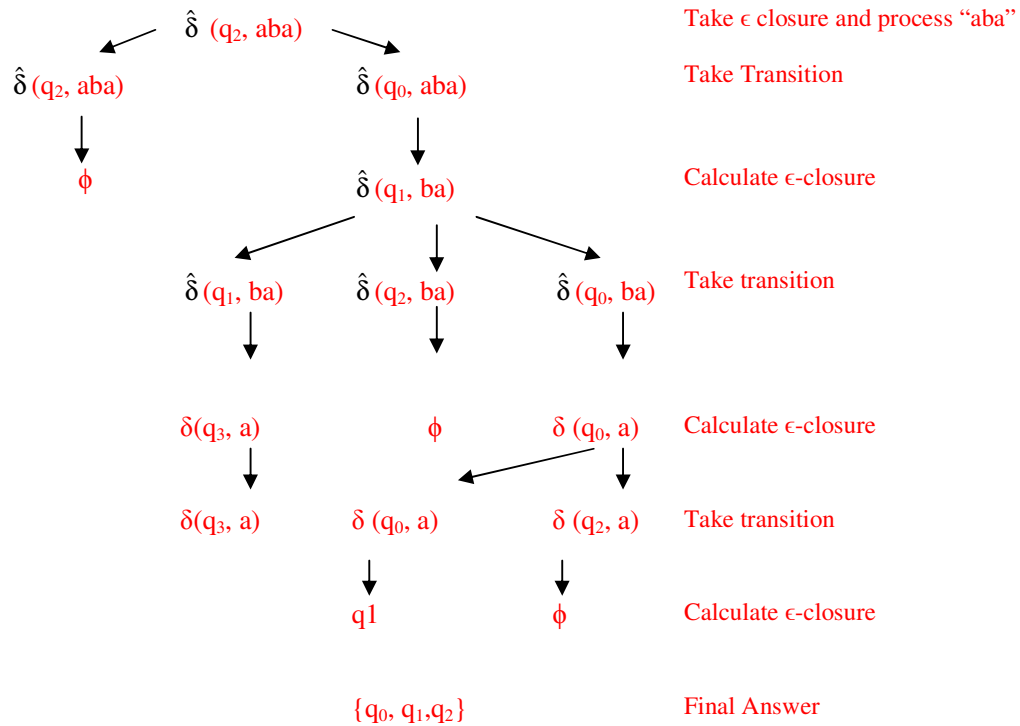 δ̂ (q₂, aba) Take ϵ closure and process “aba”
δ̂ (q₂, aba) δ̂ (q₀, aba) Take Transition
ϕ δ̂ (q₁, ba) Calculate ϵ-closure
δ̂ (q₁, ba) δ̂ (q₂, ba) δ̂ (q₀, ba) Take transition
δ(q₃, a) ϕ δ (q₀, a) Calculate ϵ-closure
δ(q₃, a) δ (q₀, a) δ (q₂, a) Take transition
q1 ϕ Calculate ϵ-closure
{q₀, q₁,q₂} Final Answer